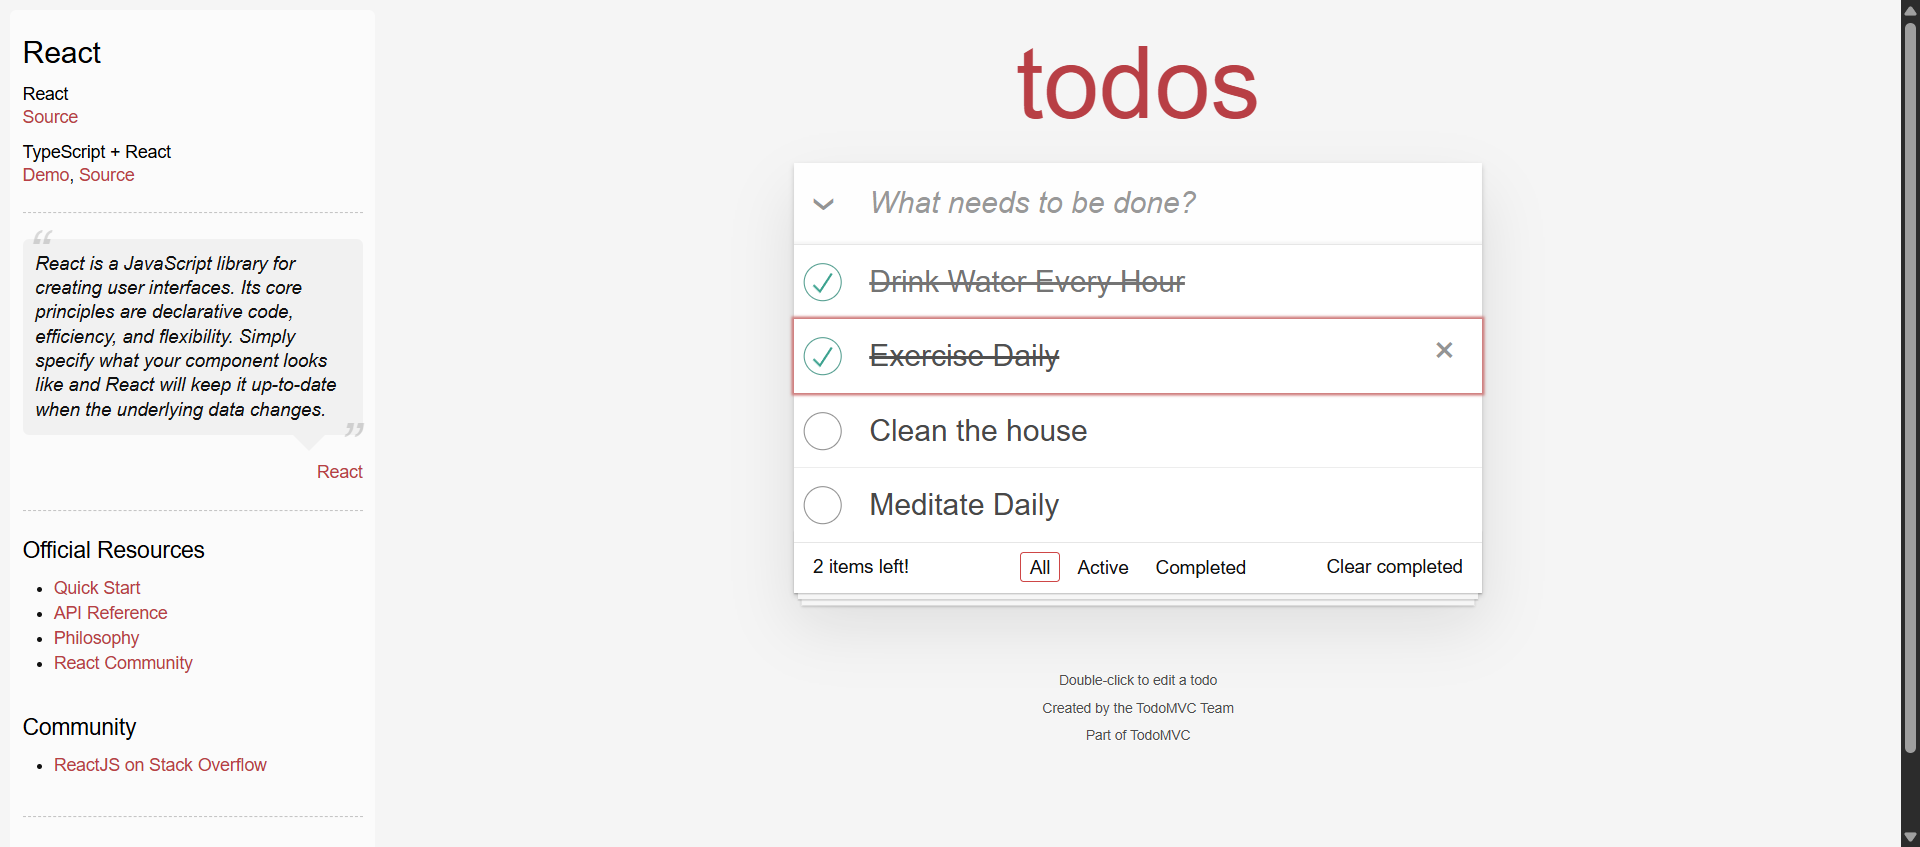 React
React
Source
TypeScript + React
Demo, Source
“
React is a JavaScript library for
creating user interfaces. Its core
principles are declarative code,
efficiency, and flexibility. Simply
specify what your component looks
like and React will keep it up-to-date
when the underlying data changes.
”
React
Official Resources
Quick Start
API Reference
Philosophy
React Community
Community
ReactJS on Stack Overflow
todos
What needs to be done?
Drink Water Every Hour
Exercise Daily
Clean the house
Meditate Daily
2 items left!
All Active Completed
Clear completed
Double-click to edit a todo
Created by the TodoMVC Team
Part of TodoMVC